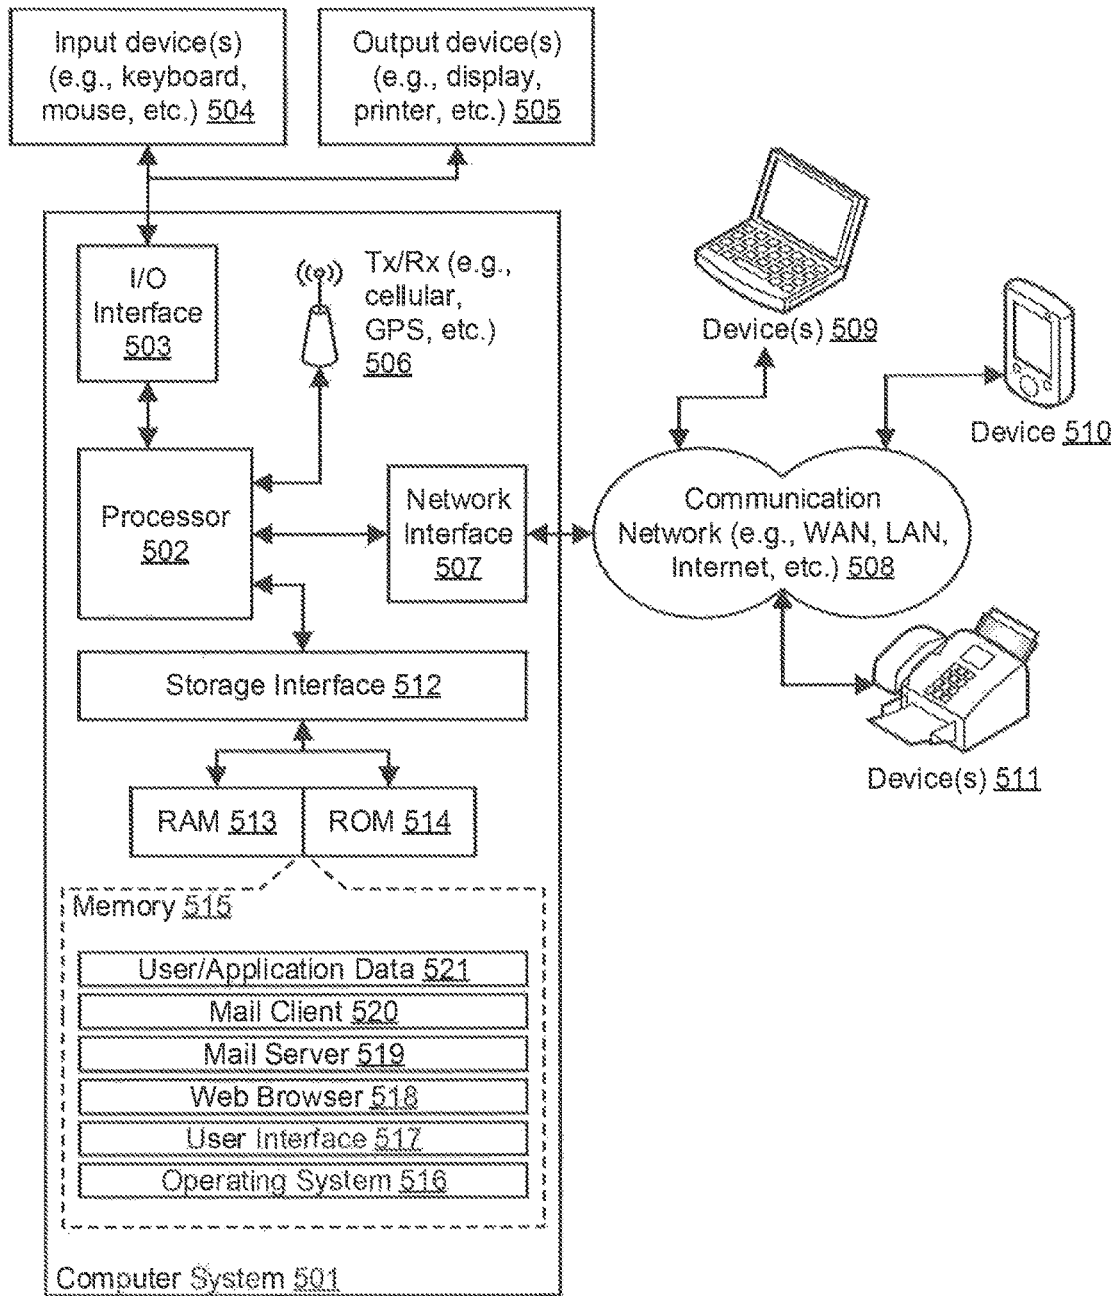 Input device(s)
(e.g., keyboard,
mouse, etc.) 504
Output device(s)
(e.g., display,
printer, etc.) 505
I/O
Interface
503
Tx/Rx (e.g.,
cellular,
GPS, etc.)
506
Device(s) 509
Device 510
Processor
502
Network
Interface
507
Communication
Network (e.g., WAN, LAN,
Internet, etc.) 508
Storage Interface 512
Device(s) 511
RAM 513
ROM 514
Memory 515
User/Application Data 521
Mail Client 520
Mail Server 519
Web Browser 518
User Interface 517
Operating System 516
Computer System 501